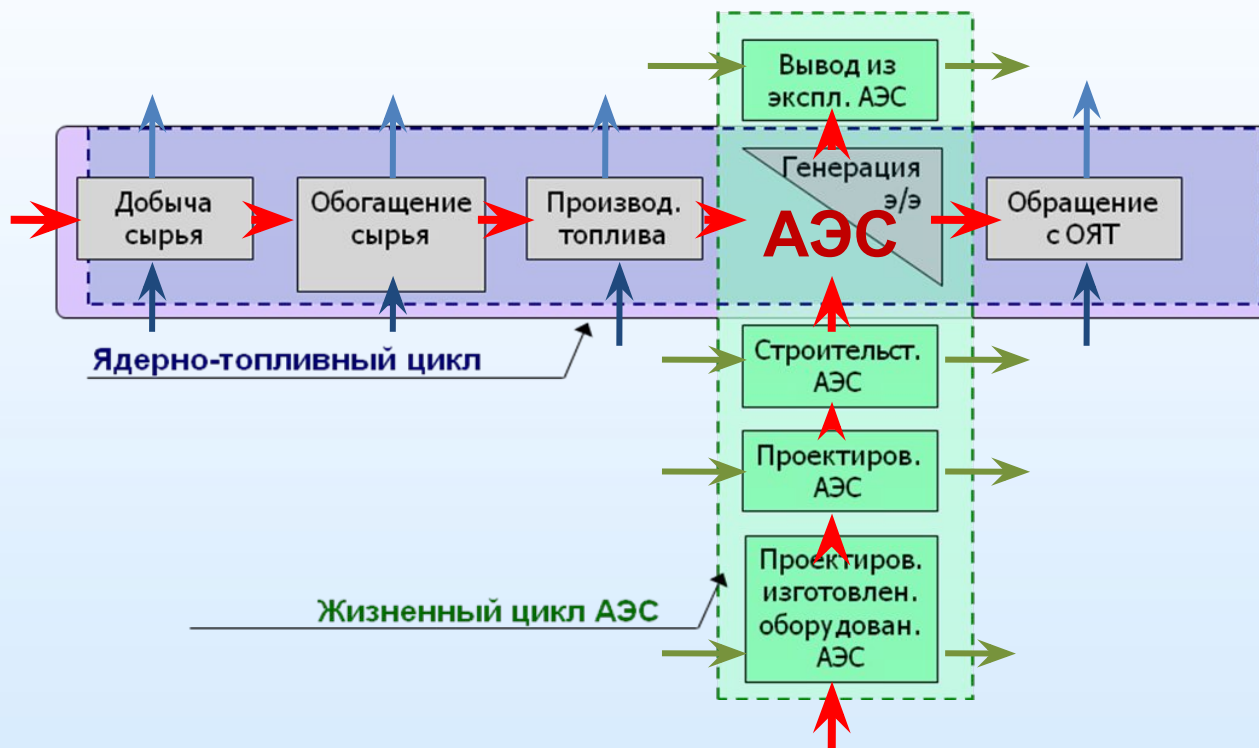 Вывод из
экспл. АЭС
Добыча
сырья
Обогащение
сырья
Производ.
топлива
Генерация
э/э
АЭС
Обращение
с ОЯТ
Ядерно-топливный цикл
Строительст.
АЭС
Проектиров.
АЭС
Проектиров.
изготовлен.
оборудован.
АЭС
Жизненный цикл АЭС